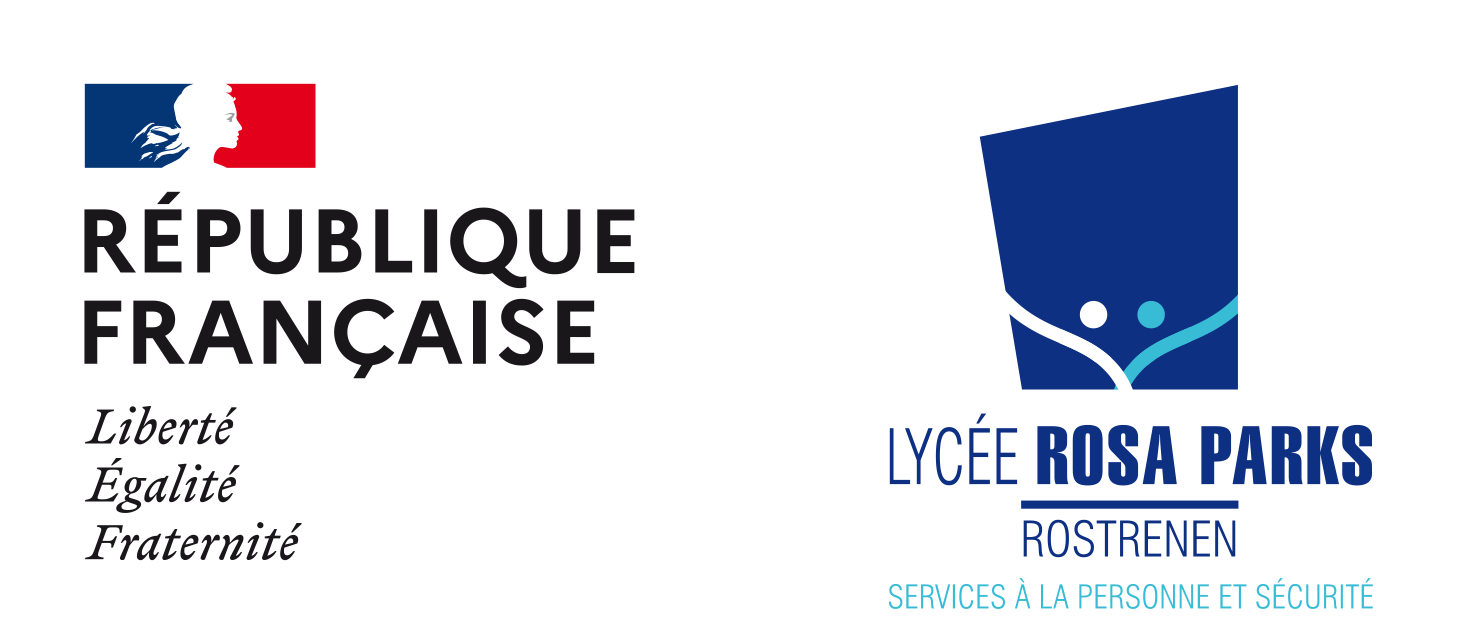 RÉPUBLIQUE
FRANÇAISE
Liberté
Égalité
Fraternité
LYCÉE ROSA PARKS
ROSTRENEN
SERVICES À LA PERSONNE ET SÉCURITÉ